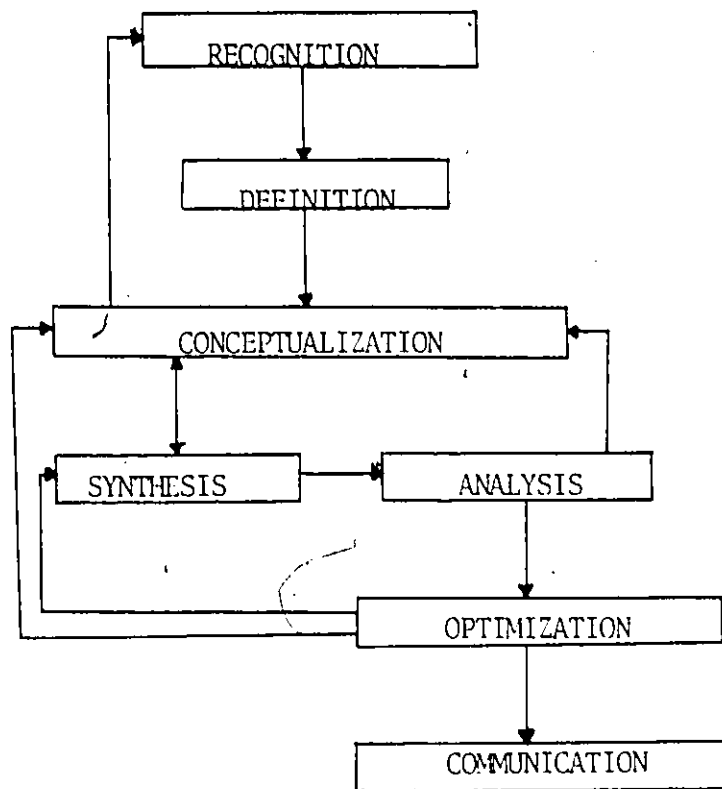 RECOGNITION
DEFINITION
CONCEPTUALIZATION
SYNTHESIS
ANALYSIS
OPTIMIZATION
COMMUNICATION